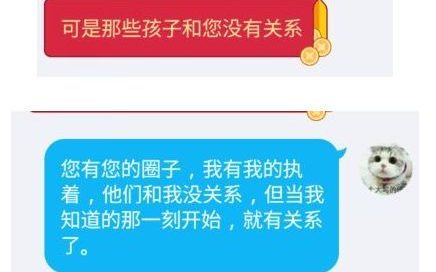 可是那些孩子和您没有关系
您有您的圈子，我有我的执
着，他们和我没关系，但当我
知道的那一刻开始，就有关系
了。